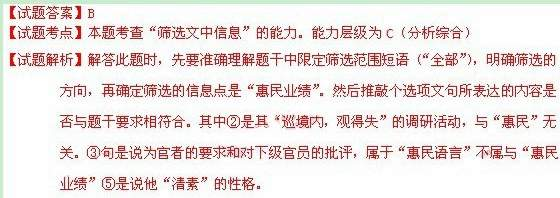 【试题答案】B
【试题考点】本题考查“筛选文中信息”的能力。能力层级为C（分析综合）
【试题解析】解答此题时，先要准确理解题干中限定筛选范围短语（“全部”），明确筛选的
方向，再确定筛选的信息点是“惠民业绩”。然后推敲个选项文句所表达的内容是
否与题干要求相符合。其中②是其“巡境内，观得失”的调研活动，与“惠民”无
关。③句是说为官者的要求和对下级官员的批评，属于“惠民语言”不属与“惠民
业绩”⑤是说他“清素”的性格。